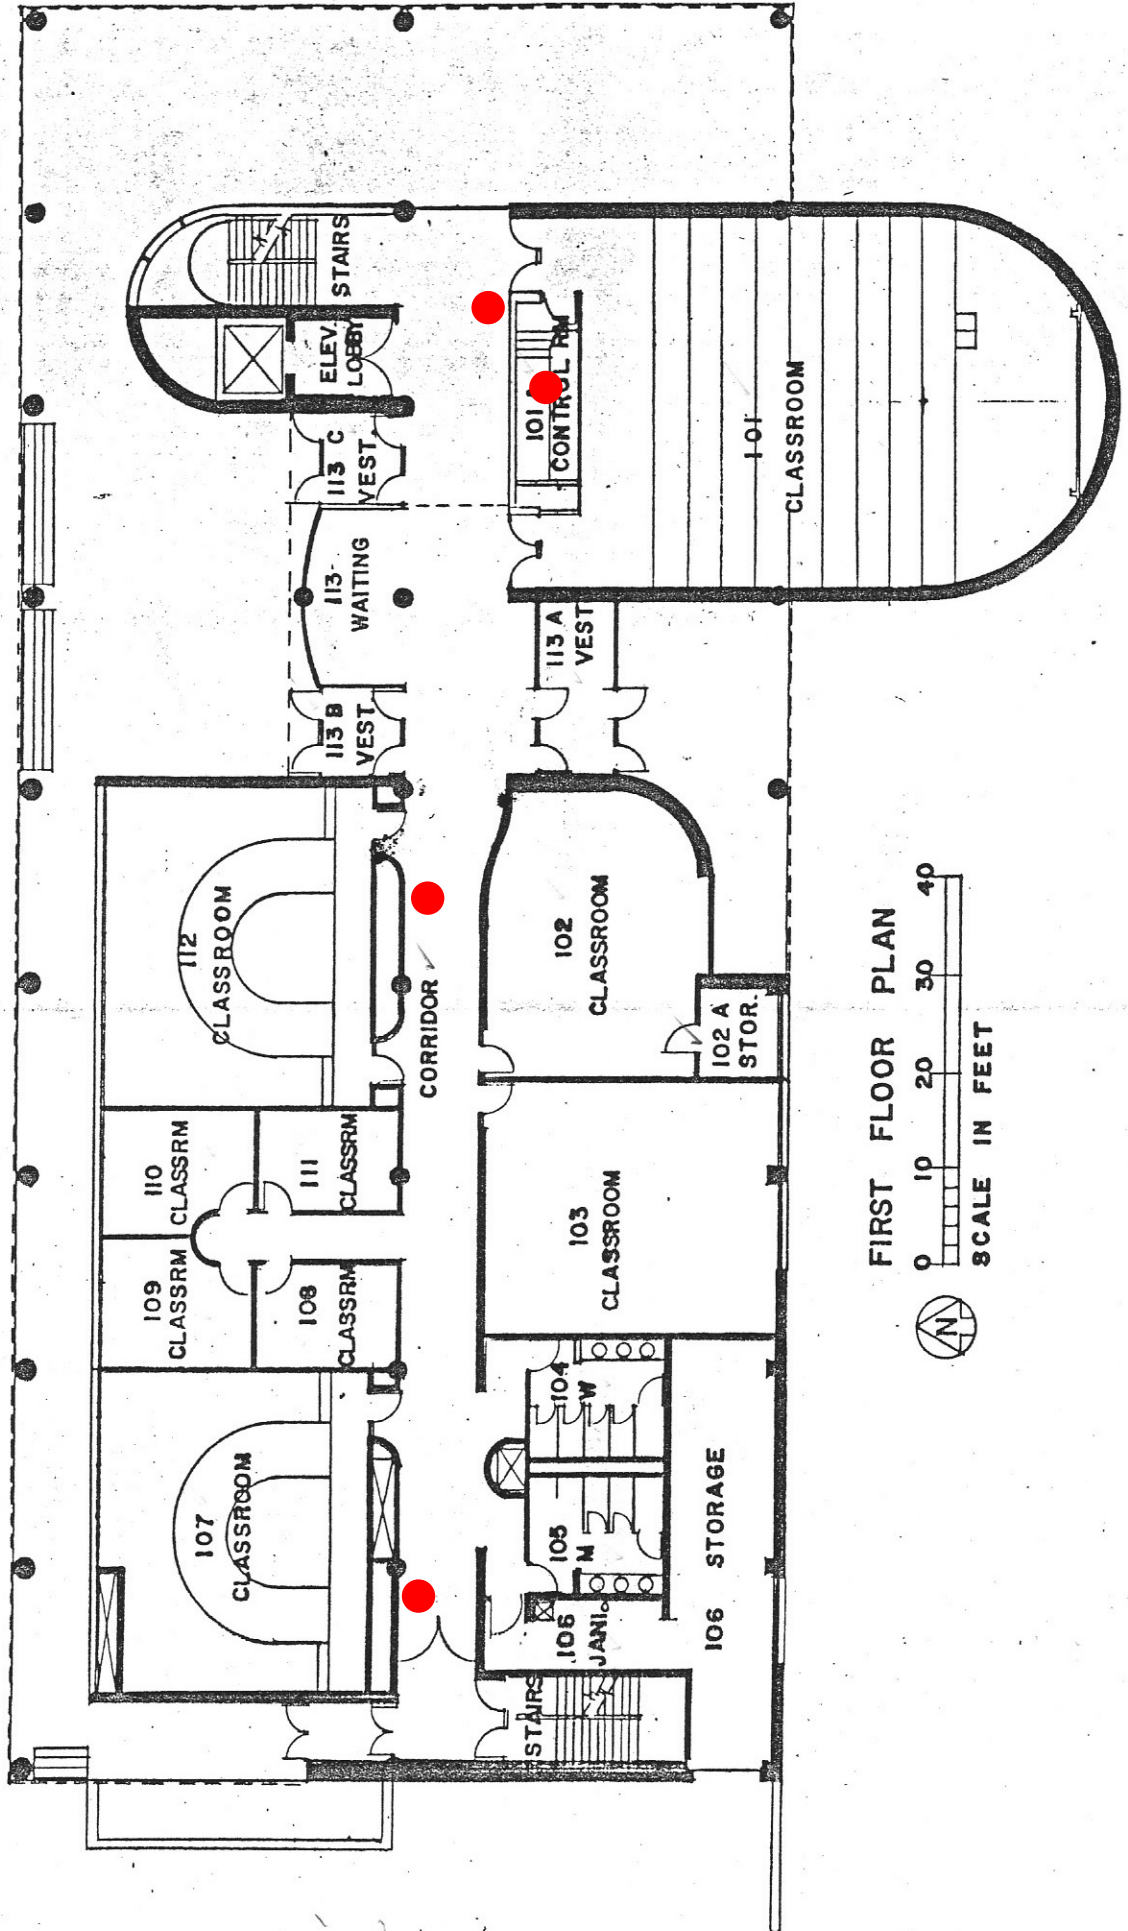 STAIRS
ELEV.
LOBBY
113 C
VEST.
113-
WAITING
113 B
VEST.
101
CONTROL RM
101
CLASSROOM
113 A
VEST.
112
CLASSROOM
CORRIDOR
102
CLASSROOM
102 A
STOR.
110
CLASSRM
111
CLASSRM
109
CLASSRM
108
CLASSRM
103
CLASSROOM
104
W
105
M
106
JANI.
106 STORAGE
107
CLASSROOM
STAIRS
FIRST FLOOR PLAN
0 10 20 30 40
SCALE IN FEET
N